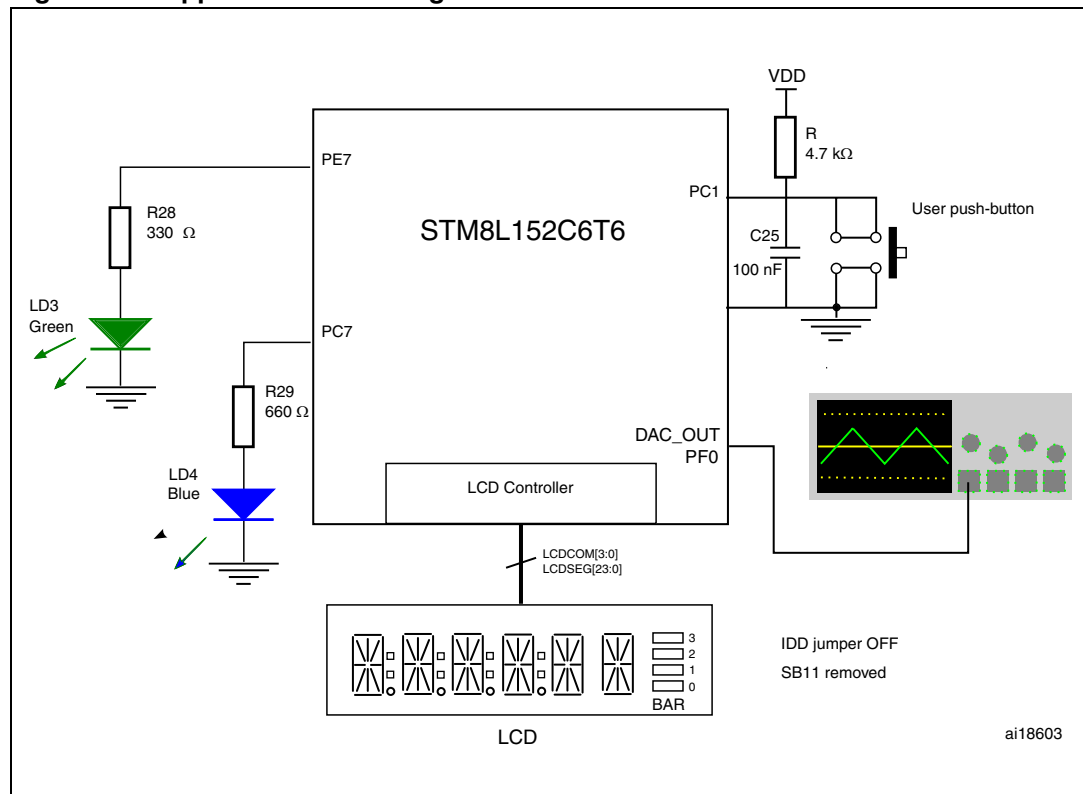 VDD
R
4.7 kΩ
PE7
PC1
R28
330 Ω
STM8L152C6T6
User push-button
C25
100 nF
LD3
Green
PC7
R29
660 Ω
DAC_OUT
PF0
LD4
Blue
LCD Controller
LCDCOM[3:0]
LCDSEG[23:0]
3
2
1
0
BAR
IDD jumper OFF
SB11 removed
LCD
ai18603